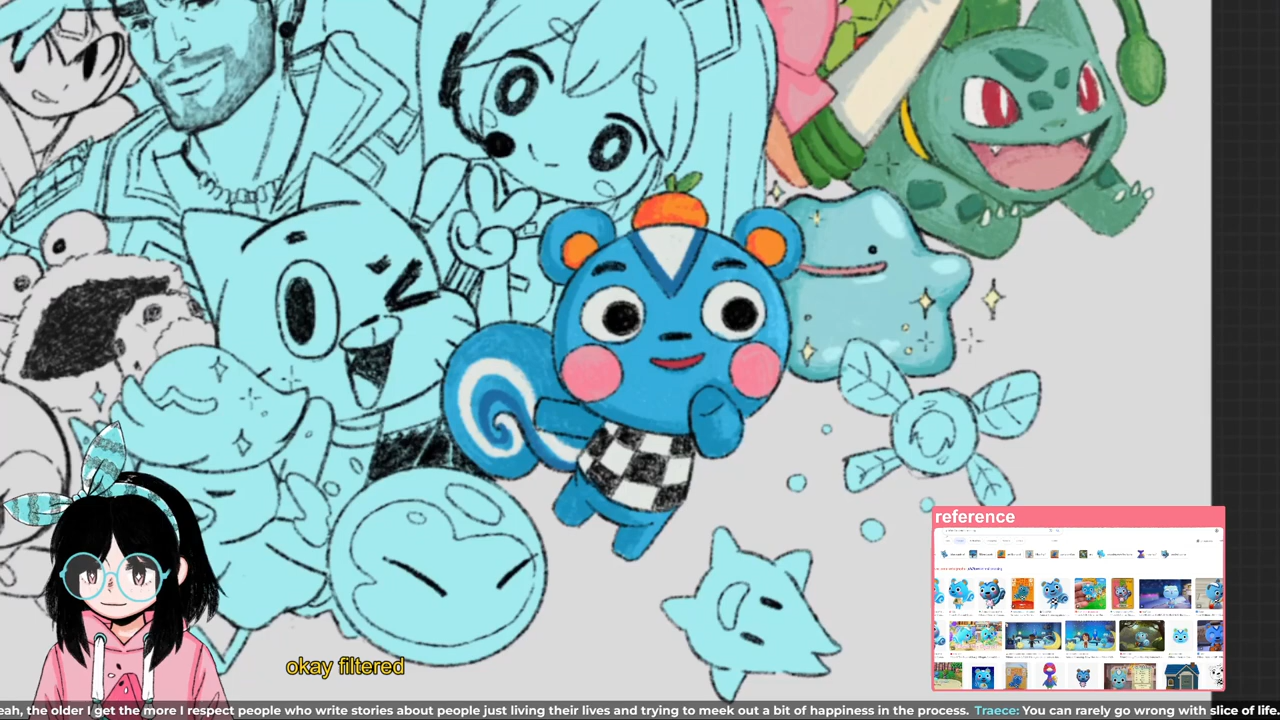 reference
okay filtered
eah, the older I get the more I respect people who write stories about people just living their lives and trying to meek out a bit of happiness in the process. Traece: You can rarely go wrong with slice of life.